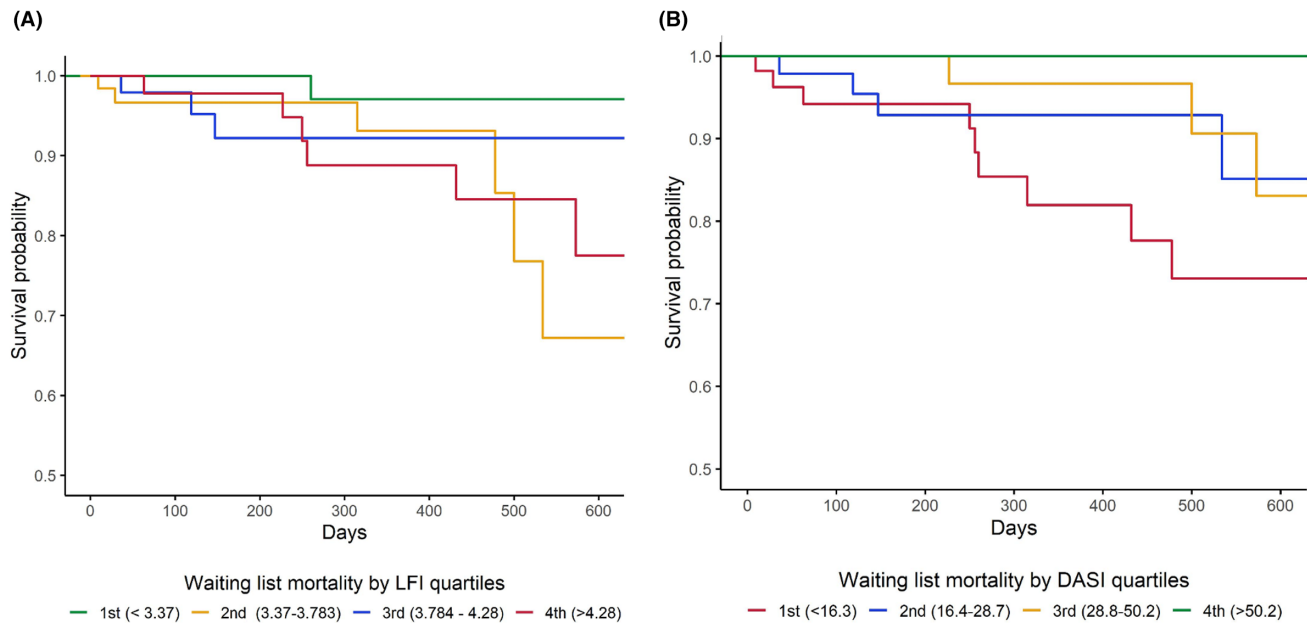 (A)
Survival probability
1.0
0.9
0.8
0.7
0.6
0.5
0 100 200 300 400 500 600
Days
Waiting list mortality by LFI quartiles
1st (< 3.37) 2nd (3.37-3.783) 3rd (3.784 - 4.28) 4th (>4.28)
(B)
Survival probability
1.0
0.9
0.8
0.7
0.6
0.5
0 100 200 300 400 500 600
Days
Waiting list mortality by DASI quartiles
1st (<16.3) 2nd (16.4-28.7) 3rd (28.8-50.2) 4th (>50.2)